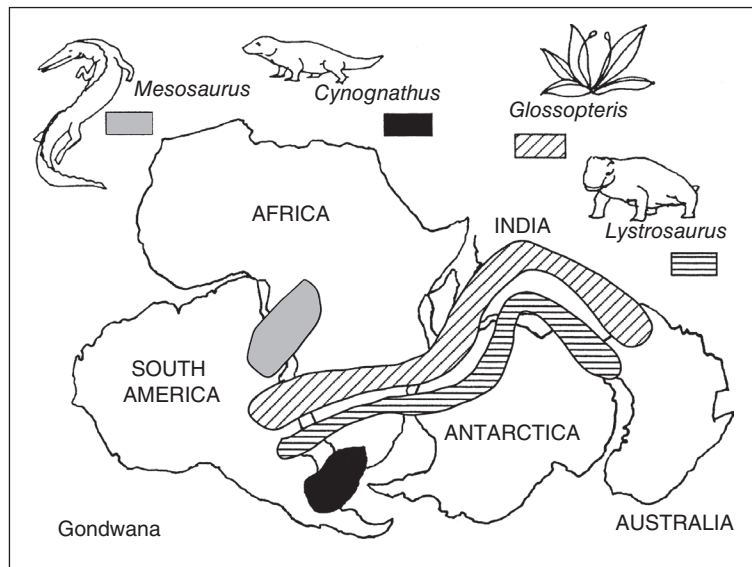 Mesosaurus
Cynognathus
Glossopteris
Lystrosaurus
AFRICA
INDIA
SOUTH
AMERICA
ANTARCTICA
Gondwana
AUSTRALIA